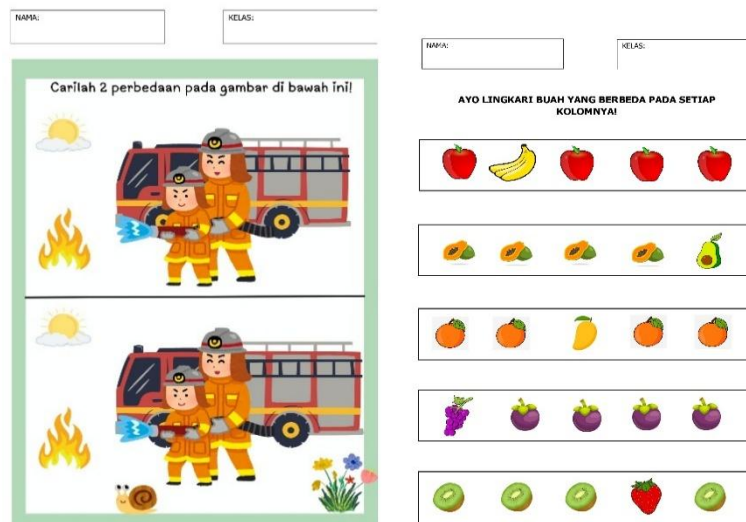 NAMA:
KELAS:
Carilah 2 perbedaan pada gambar di bawah ini!
NAMA:
KELAS:
AYO LINGKARI BUAH YANG BERBEDA PADA SETIAP
KOLOMNYA!